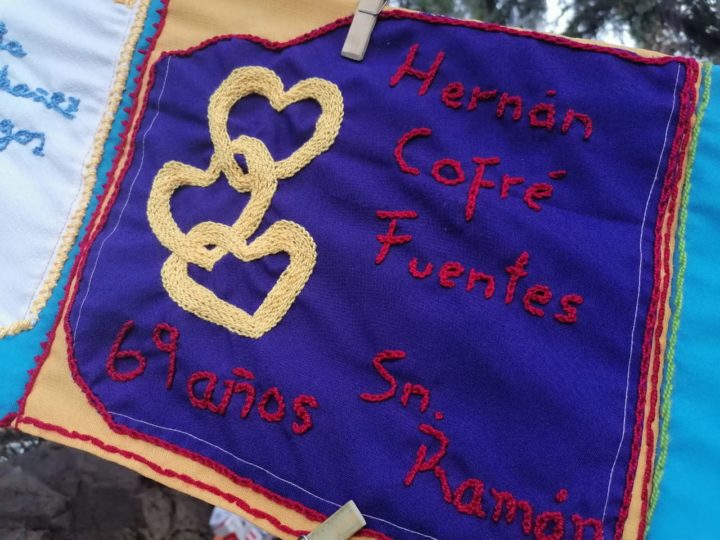 Hernán
Cofré
Fuentes
69 años
Sn.
Ramón